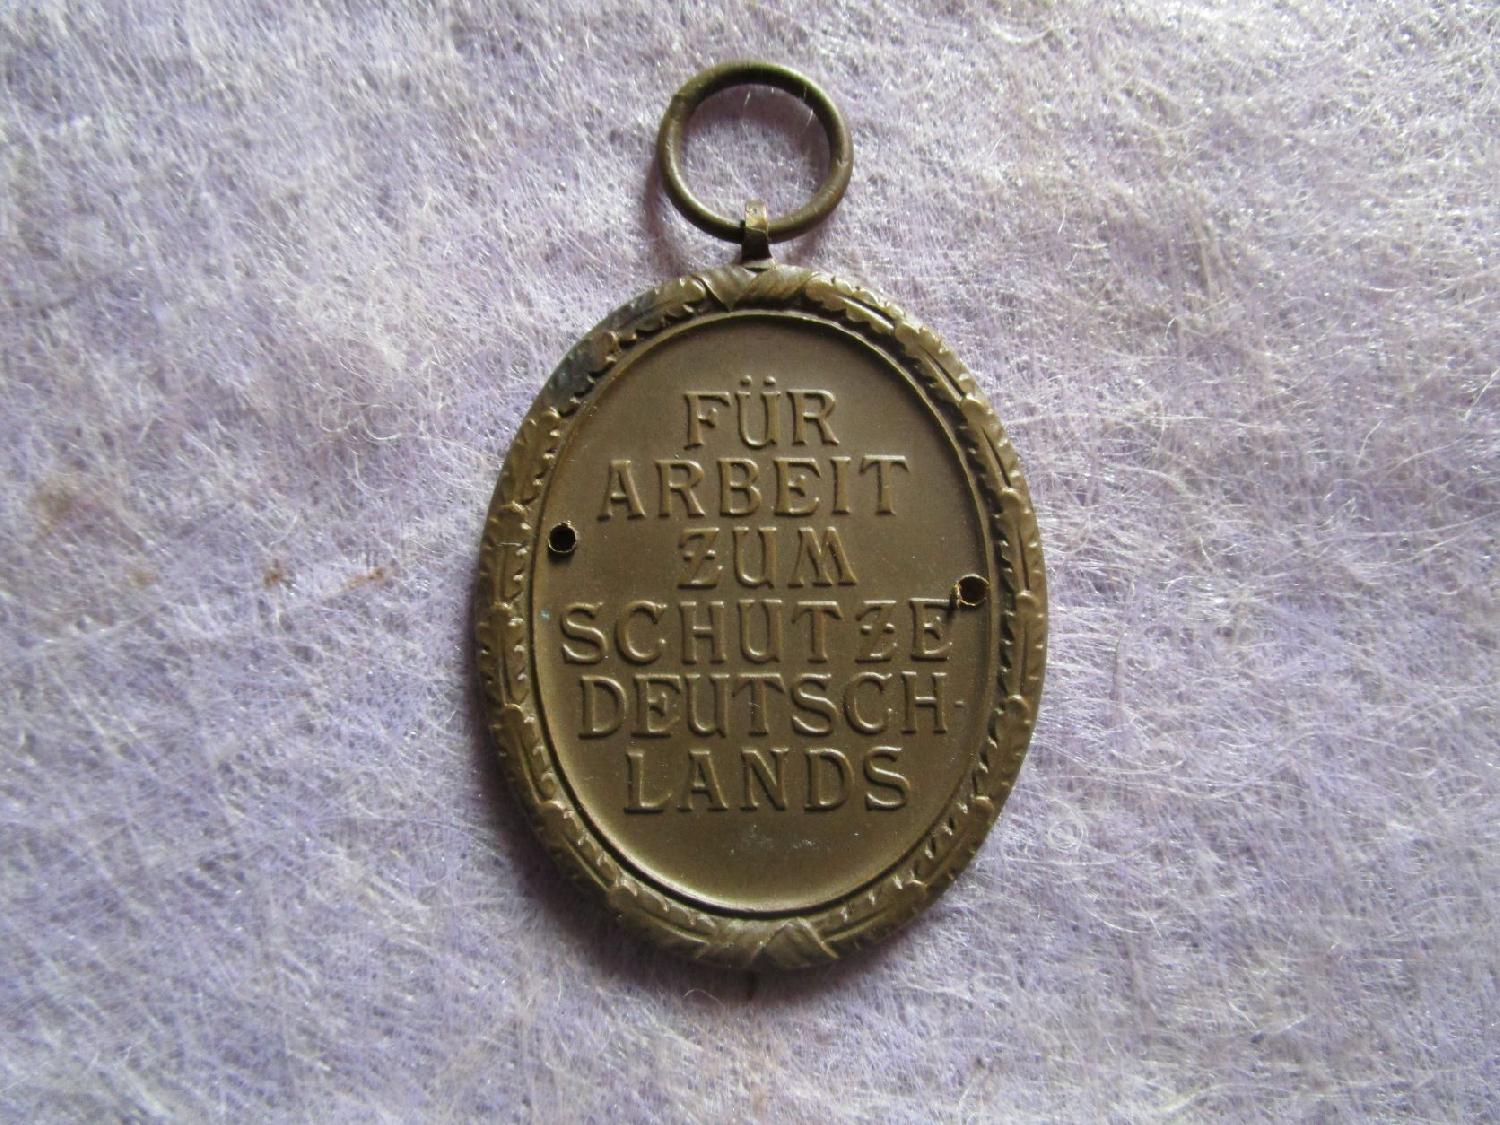 FÜR
ARBEIT
ZUM
SCHUTZE
DEUTSCH-
LANDS